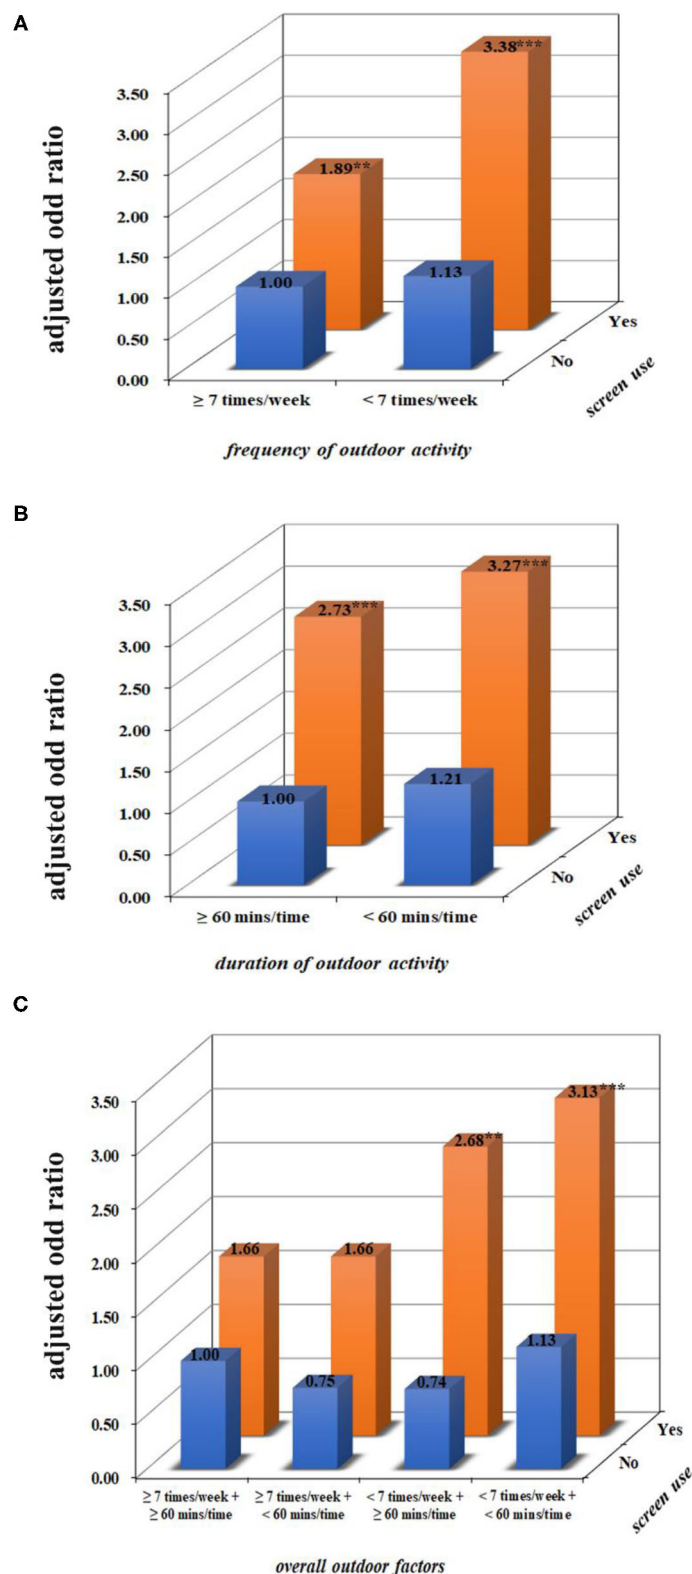 A
adjusted odd ratio
3.50
3.00
2.50
2.00
1.50
1.00
0.50
0.00
3.38***
1.89**
1.00
1.13
Yes
No
screen use
≥ 7 times/week
< 7 times/week
frequency of outdoor activity
B
adjusted odd ratio
3.50
3.00
2.50
2.00
1.50
1.00
0.50
0.00
3.27***
2.73***
1.00
1.21
Yes
No
screen use
≥ 60 mins/time
< 60 mins/time
duration of outdoor activity
C
adjusted odd ratio
3.50
3.00
2.50
2.00
1.50
1.00
0.50
0.00
3.13***
2.68**
1.66
1.66
1.00
0.75
0.74
1.13
Yes
No
screen use
≥ 7 times/week +
≥ 60 mins/time
≥ 7 times/week +
< 60 mins/time
< 7 times/week +
≥ 60 mins/time
< 7 times/week +
< 60 mins/time
overall outdoor factors